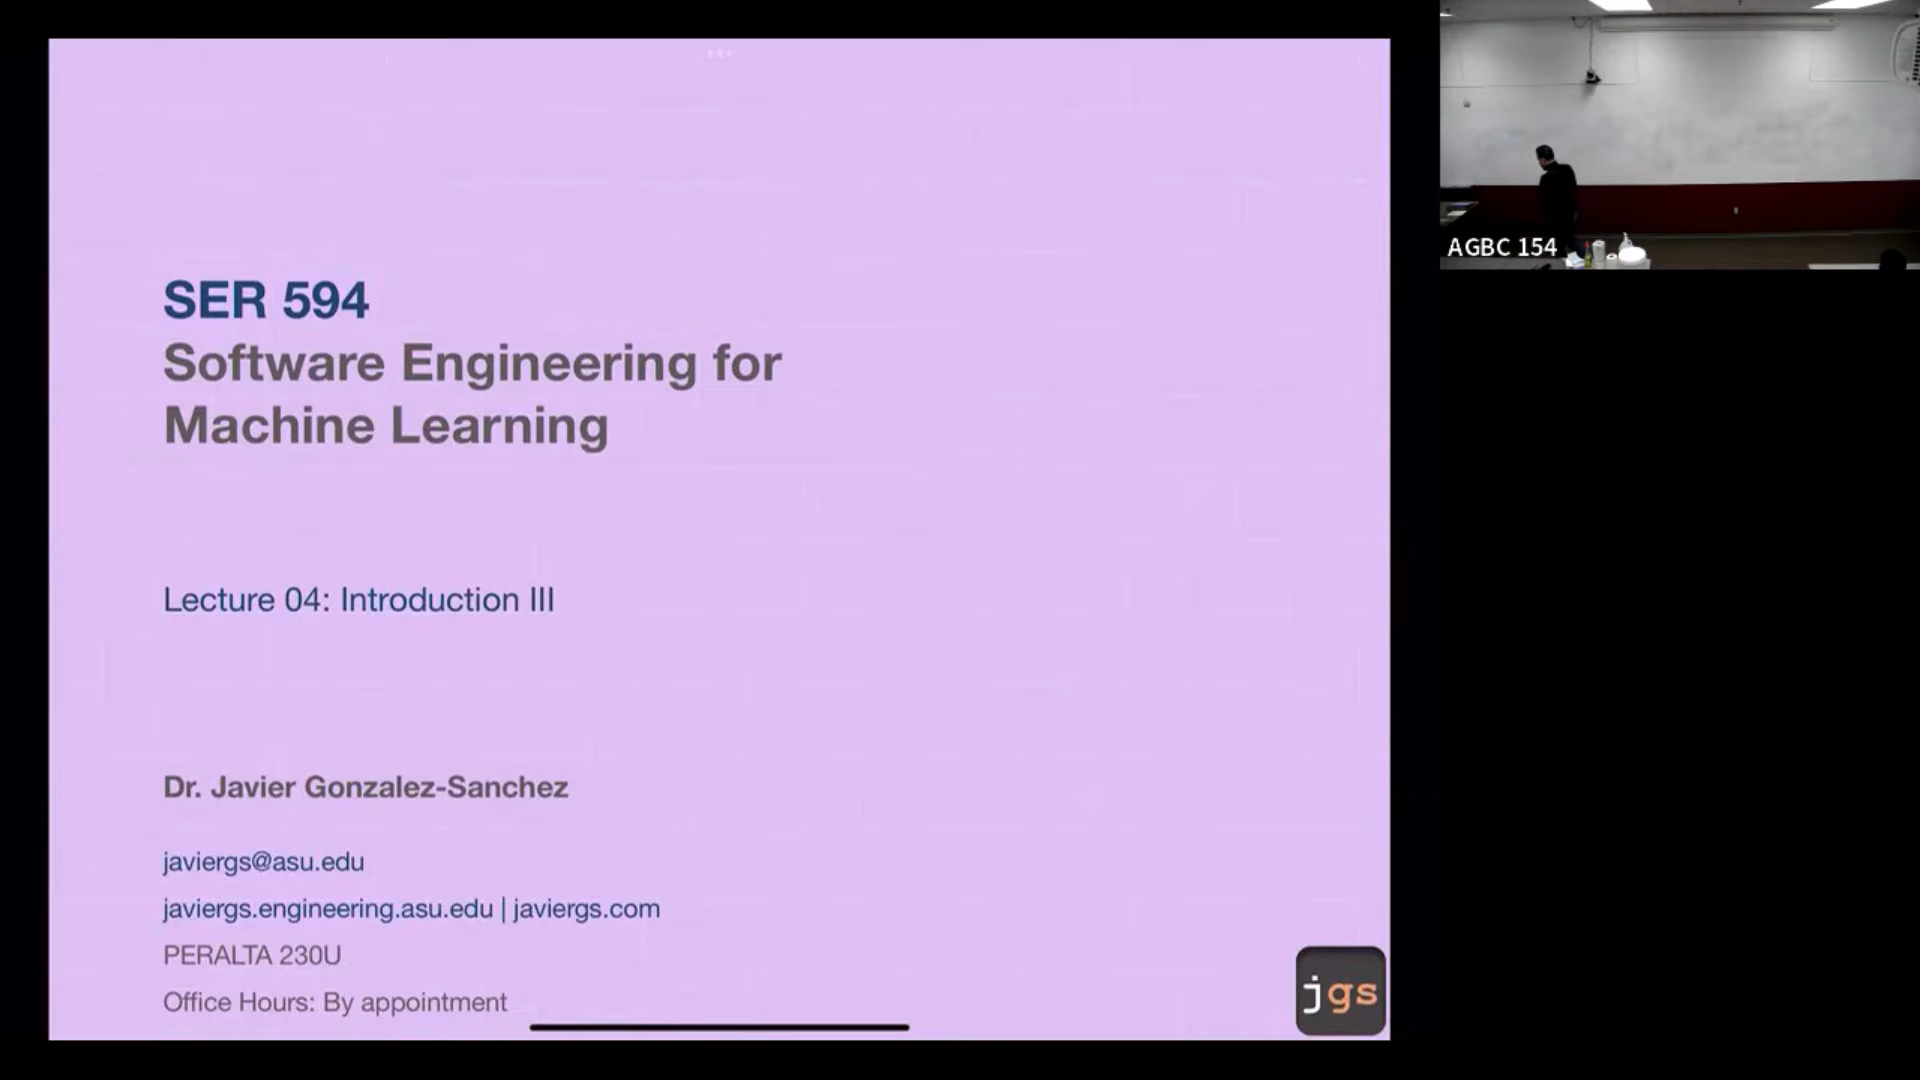 SER 594
Software Engineering for
Machine Learning
Lecture 04: Introduction III
Dr. Javier Gonzalez-Sanchez
javiergs@asu.edu
javiergs.engineering.asu.edu | javiergs.com
PERALTA 230U
Office Hours: By appointment
jgs
AGBC 154